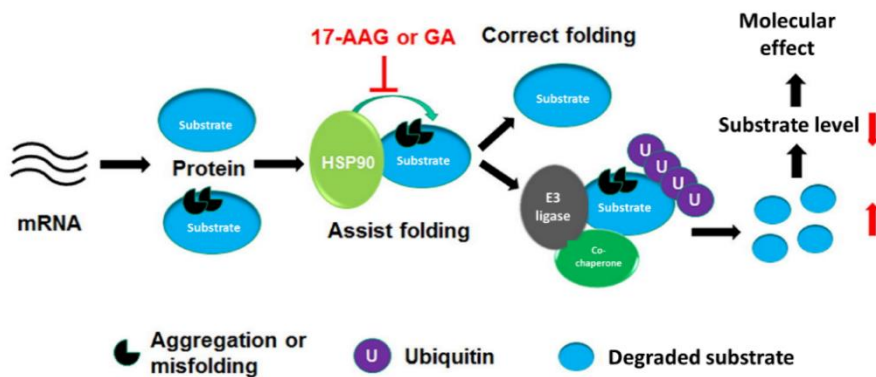 Molecular
effect
17-AAG or GA
Correct folding
Substrate
Substrate
Substrate level
Protein
HSP90
Substrate
U
U
U
U
E3
ligase
Substrate
mRNA
Substrate
Assist folding
Co-
chaperone
Aggregation or
misfolding
U
Ubiquitin
Degraded substrate